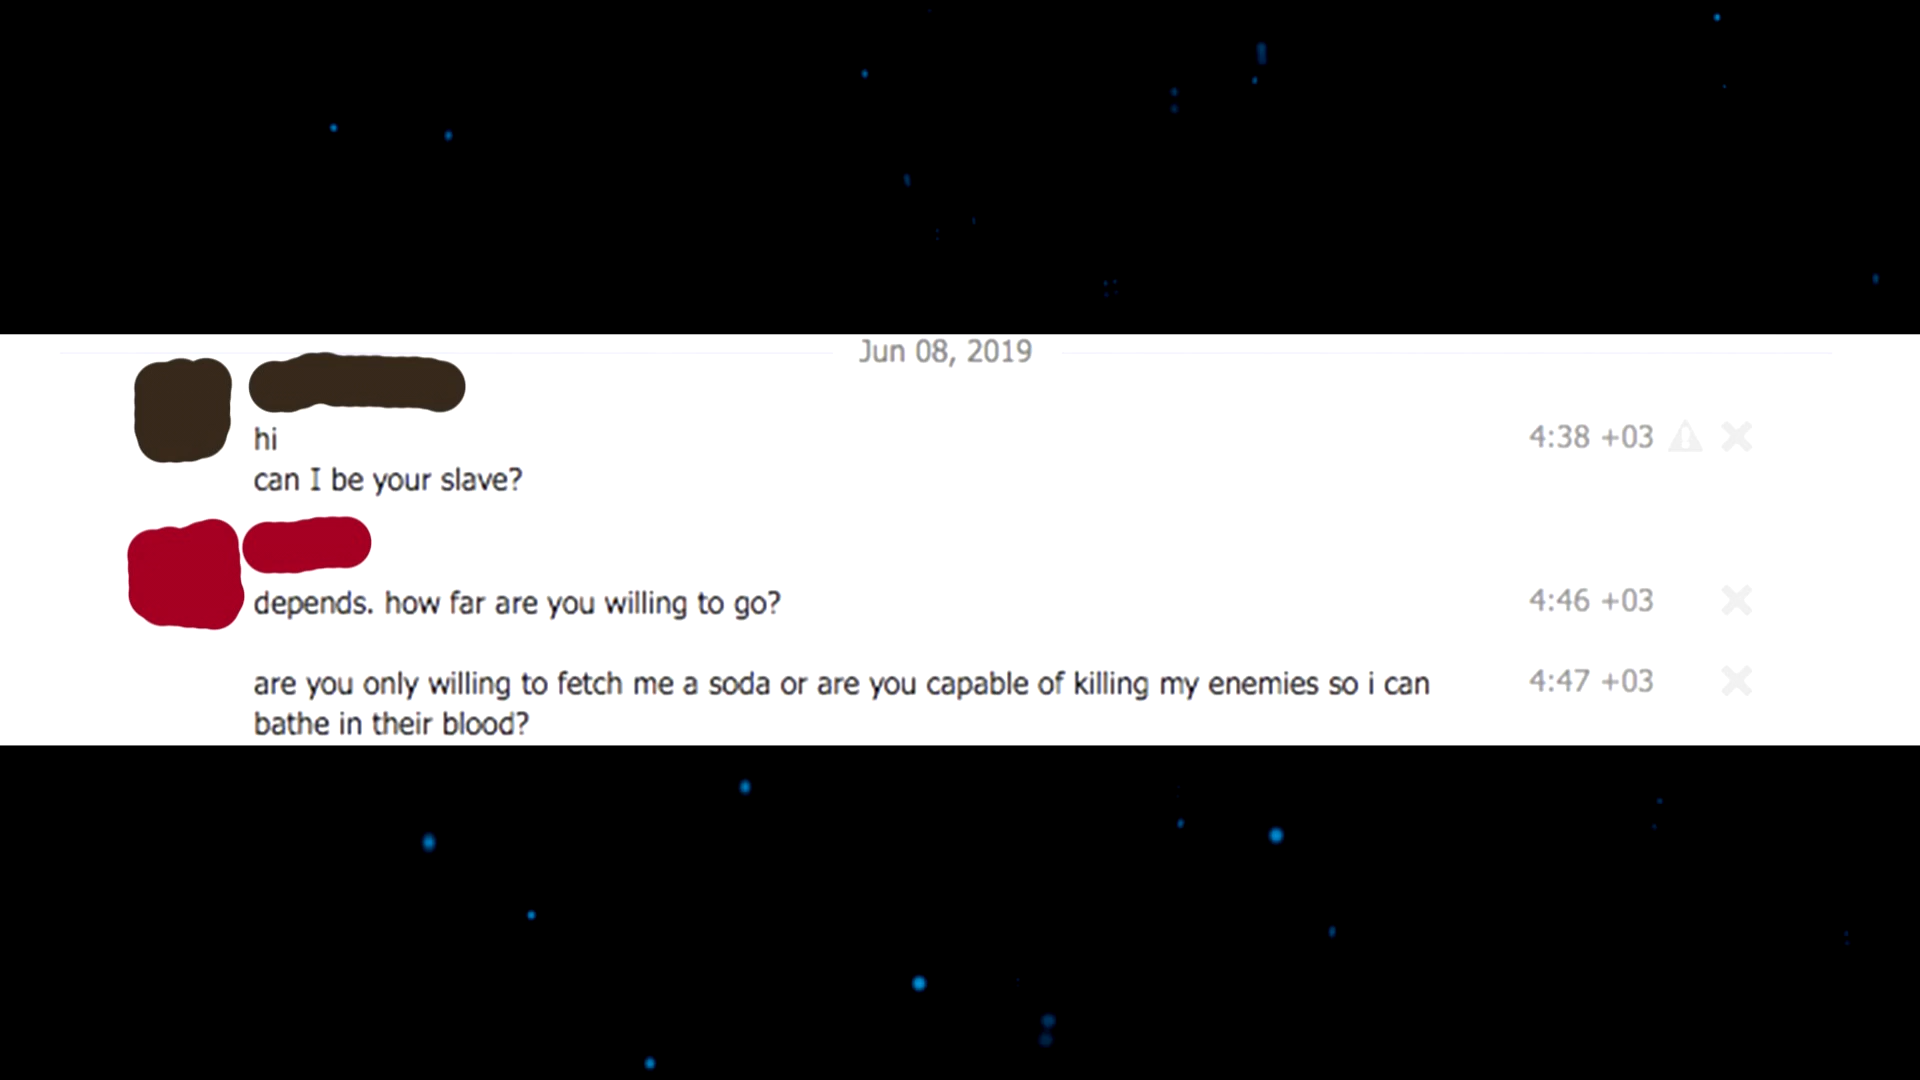 Jun 08, 2019
hi
4:38 +03
can I be your slave?
depends. how far are you willing to go?
4:46 +03
are you only willing to fetch me a soda or are you capable of killing my enemies so i can
4:47 +03
bathe in their blood?